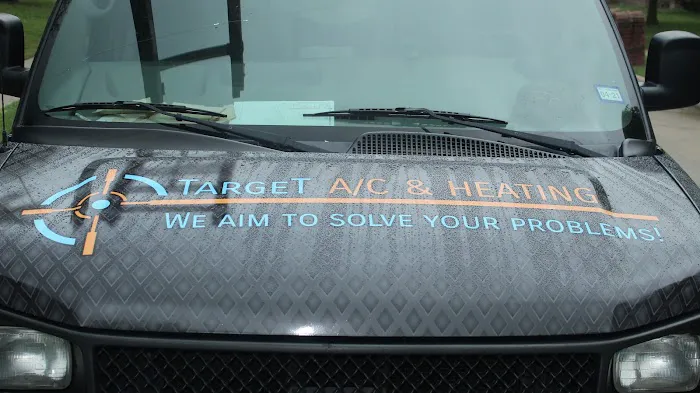 TARGET A/C & HEATING
WE AIM TO SOLVE YOUR PROBLEMS!